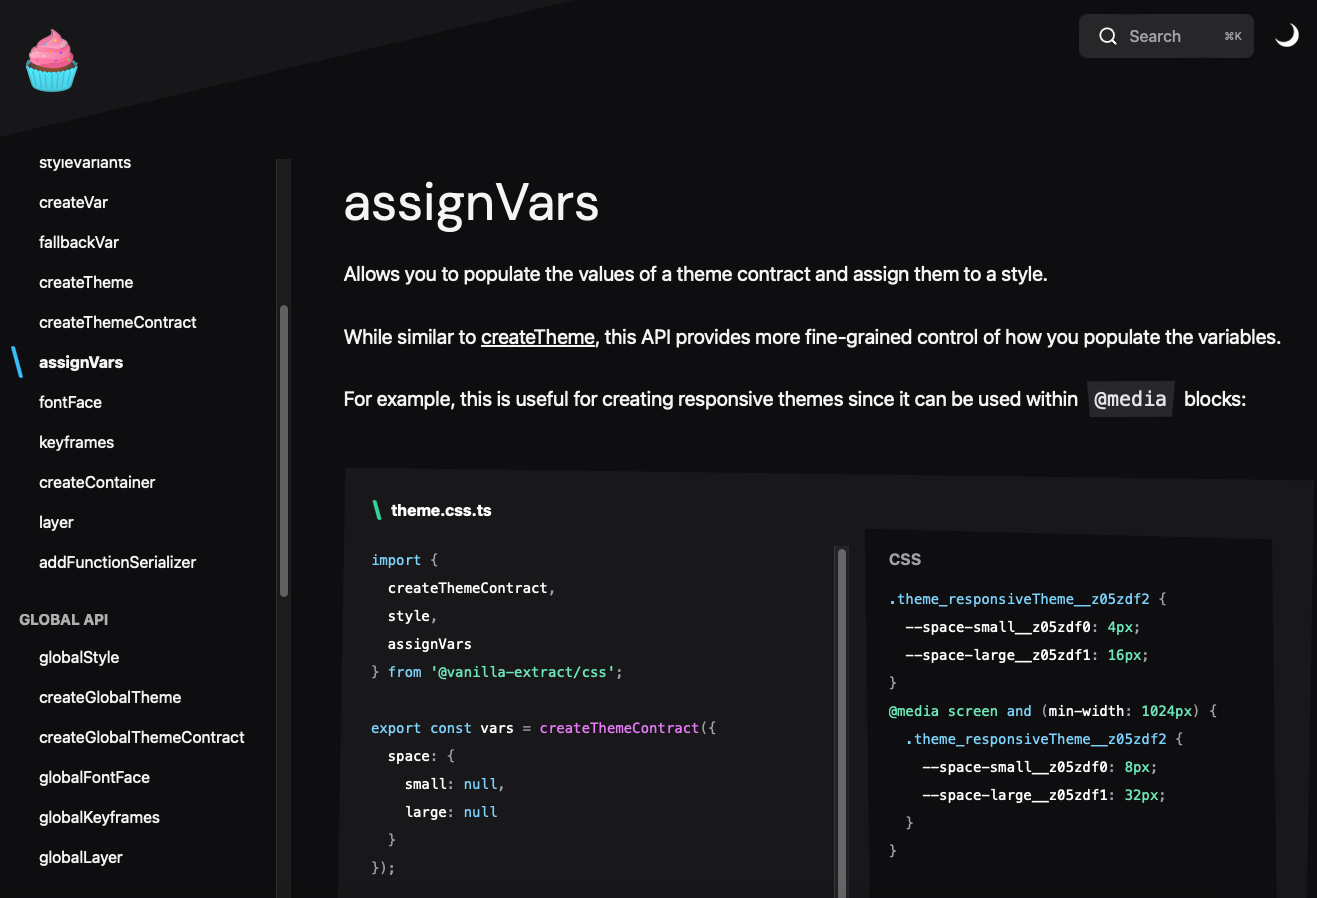 Search ⌘K
styleVariants
createVar
fallbackVar
createTheme
createThemeContract
assignVars
fontFace
keyframes
createContainer
layer
addFunctionSerializer
GLOBAL API
globalStyle
createGlobalTheme
createGlobalThemeContract
globalFontFace
globalKeyframes
globalLayer
assignVars
Allows you to populate the values of a theme contract and assign them to a style.
While similar to createTheme, this API provides more fine-grained control of how you populate the variables.
For example, this is useful for creating responsive themes since it can be used within @media blocks:
theme.css.ts
import {
  createThemeContract,
  style,
  assignVars
} from '@vanilla-extract/css';
export const vars = createThemeContract({
  space: {
    small: null,
    large: null
  }
});
CSS
.theme_responsiveTheme__z05zdf2 {
  --space-small__z05zdf0: 4px;
  --space-large__z05zdf1: 16px;
}
@media screen and (min-width: 1024px) {
  .theme_responsiveTheme__z05zdf2 {
    --space-small__z05zdf0: 8px;
    --space-large__z05zdf1: 32px;
  }
}